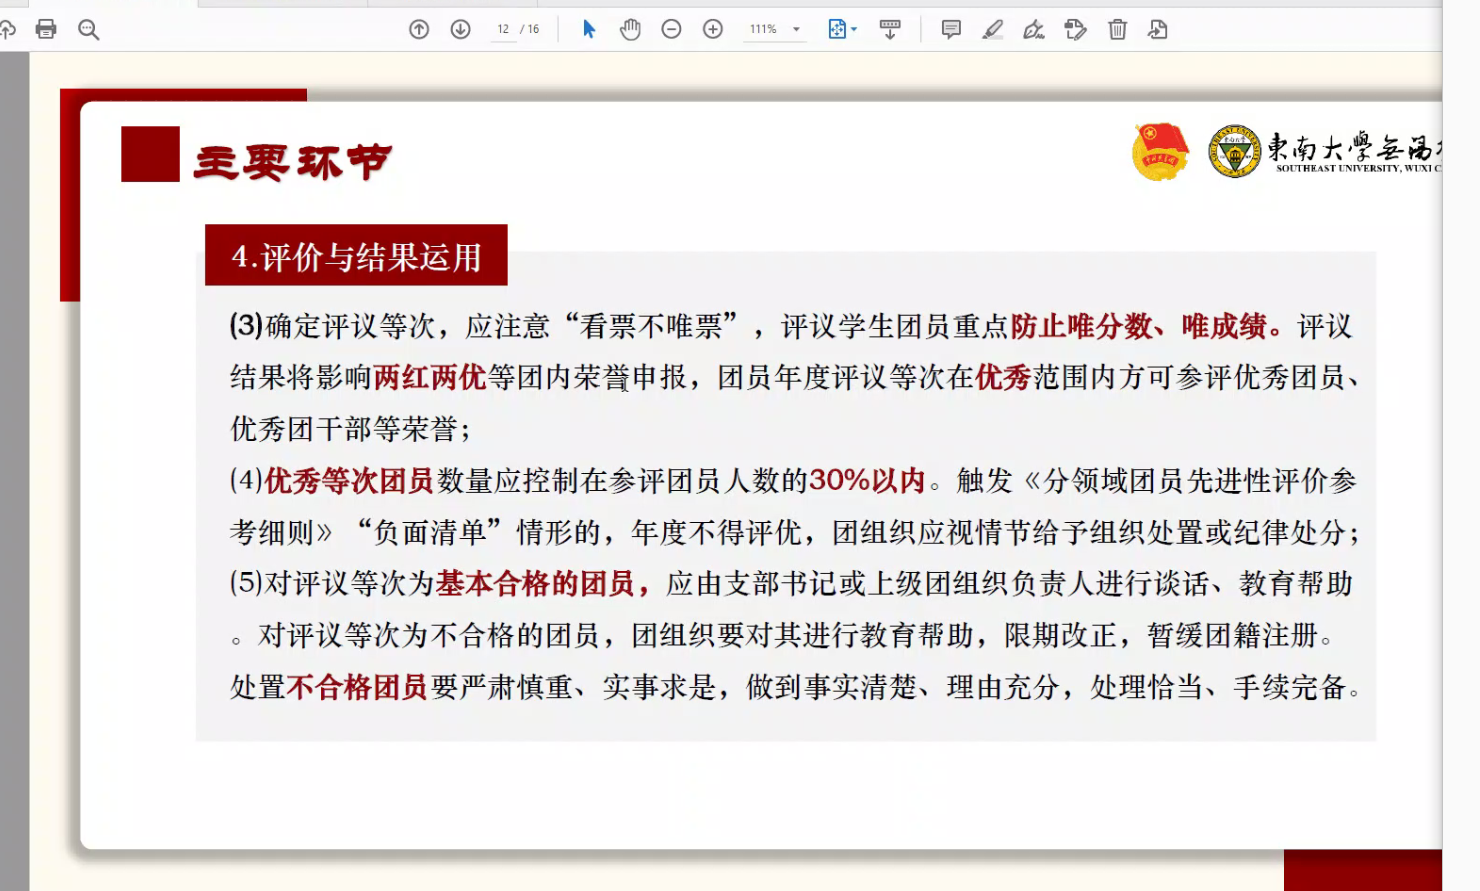 12 / 16
111%
主要环节
東南大學無錫
SOUTHEAST UNIVERSITY, WUXI C
4.评价与结果运用
(3)确定评议等次，应注意“看票不唯票”，评议学生团员重点防止唯分数、唯成绩。评议
结果将影响两红两优等团内荣誉申报，团员年度评议等次在优秀范围内方可参评优秀团员、
优秀团干部等荣誉；
(4)优秀等次团员数量应控制在参评团员人数的30%以内。触发《分领域团员先进性评价参
考细则》“负面清单”情形的，年度不得评优，团组织应视情节给予组织处置或纪律处分；
(5)对评议等次为基本合格的团员，应由支部书记或上级团组织负责人进行谈话、教育帮助
。对评议等次为不合格的团员，团组织要对其进行教育帮助，限期改正，暂缓团籍注册。
处置不合格团员要严肃慎重、实事求是，做到事实清楚、理由充分，处理恰当、手续完备。